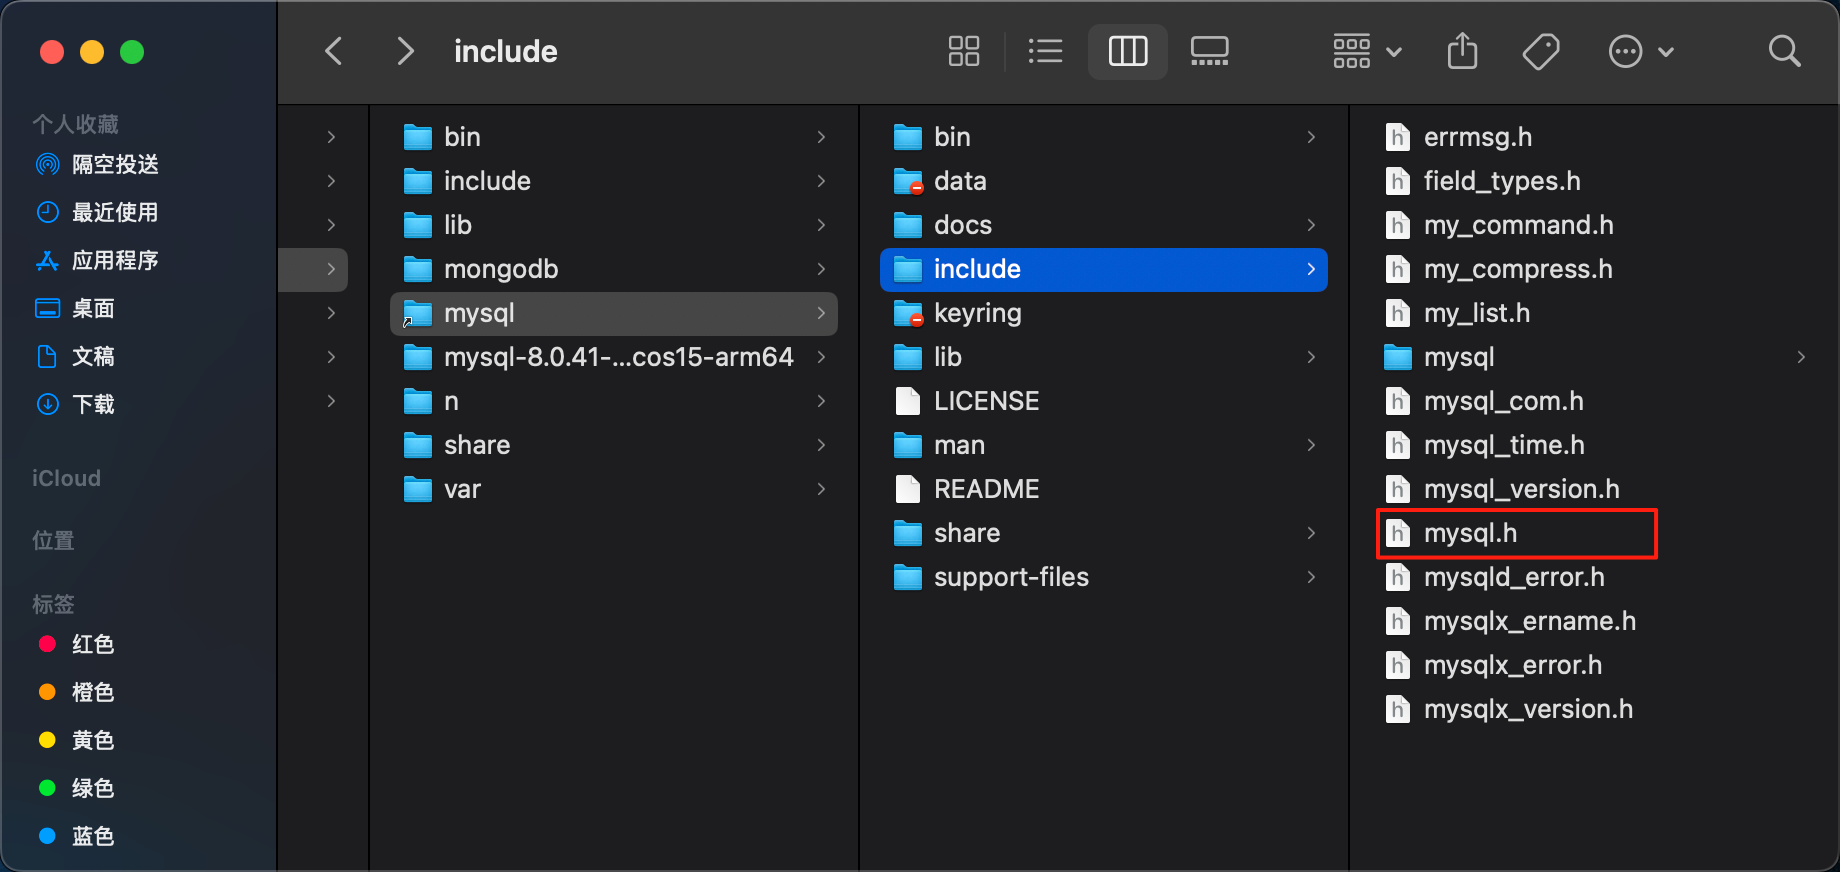 include
个人收藏
隔空投送
最近使用
应用程序
桌面
文稿
下载
iCloud
位置
标签
红色
橙色
黄色
绿色
蓝色
bin
include
lib
mongodb
mysql
mysql-8.0.41-...cos15-arm64
n
share
var
bin
data
docs
include
keyring
lib
LICENSE
man
README
share
support-files
errmsg.h
field_types.h
my_command.h
my_compress.h
my_list.h
mysql
mysql_com.h
mysql_time.h
mysql_version.h
mysql.h
mysqld_error.h
mysqlx_ername.h
mysqlx_error.h
mysqlx_version.h